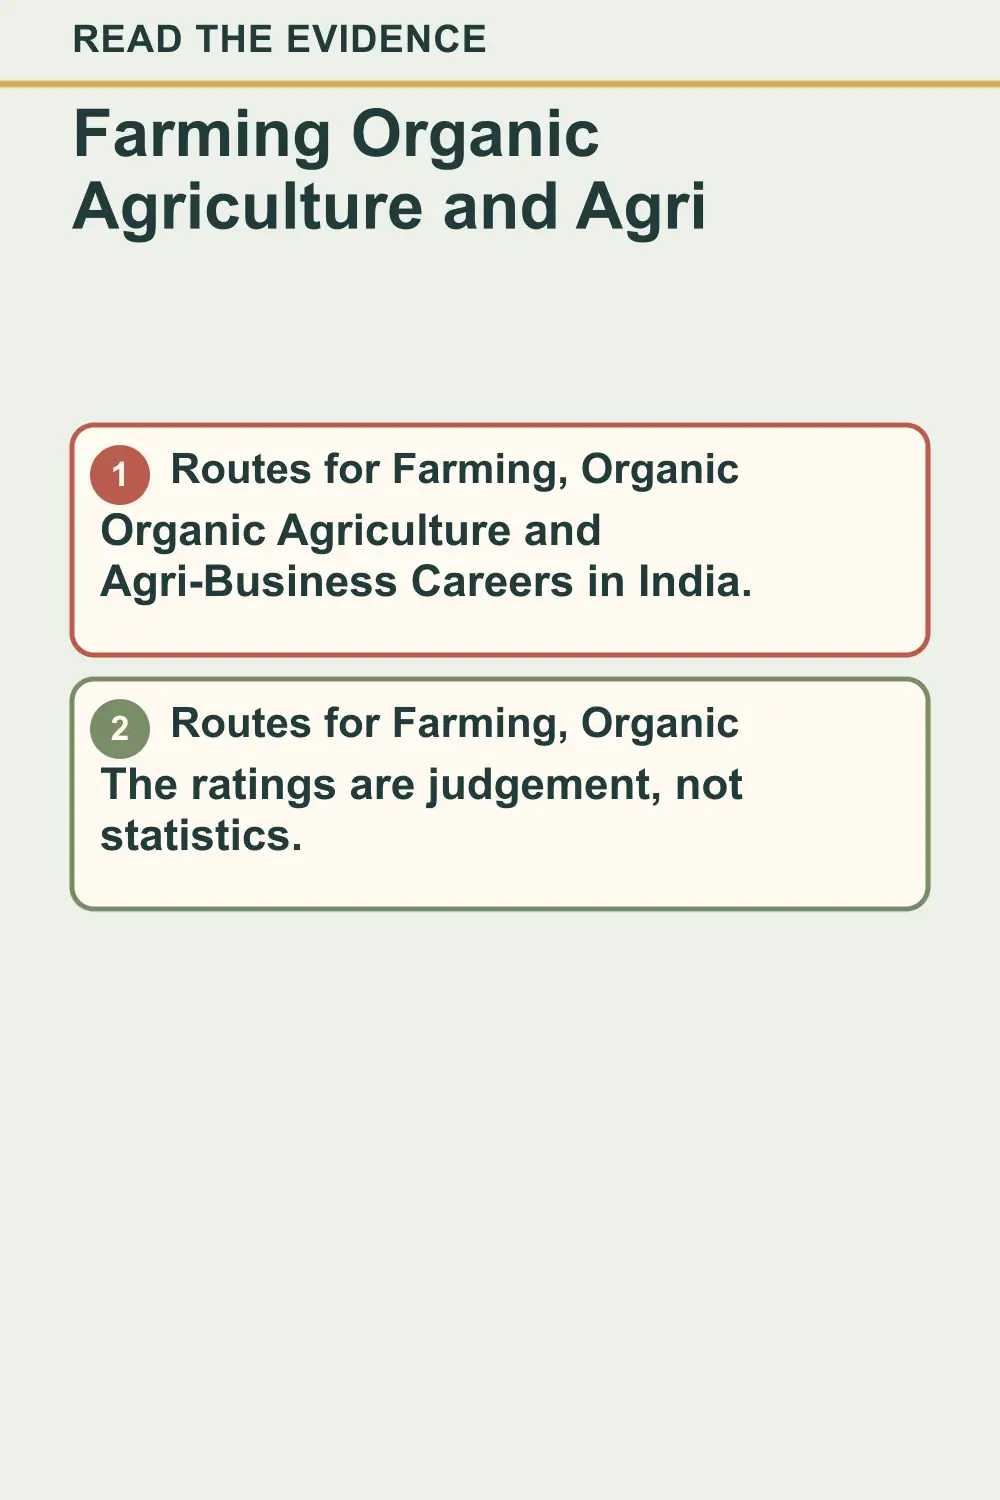 READ THE EVIDENCE
Farming Organic
Agriculture and Agri
1 Routes for Farming, Organic
Organic Agriculture and
Agri-Business Careers in India.
2 Routes for Farming, Organic
The ratings are judgement, not
statistics.